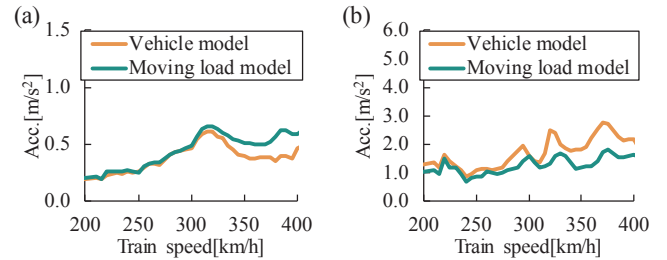 (a)
1.5
1.0
0.5
0.0
Acc.[m/s²]
Vehicle model
Moving load model
200 250 300 350 400
Train speed[km/h]
(b)
6.0
5.0
4.0
3.0
2.0
1.0
0.0
Acc.[m/s²]
Vehicle model
Moving load model
200 250 300 350 400
Train speed[km/h]